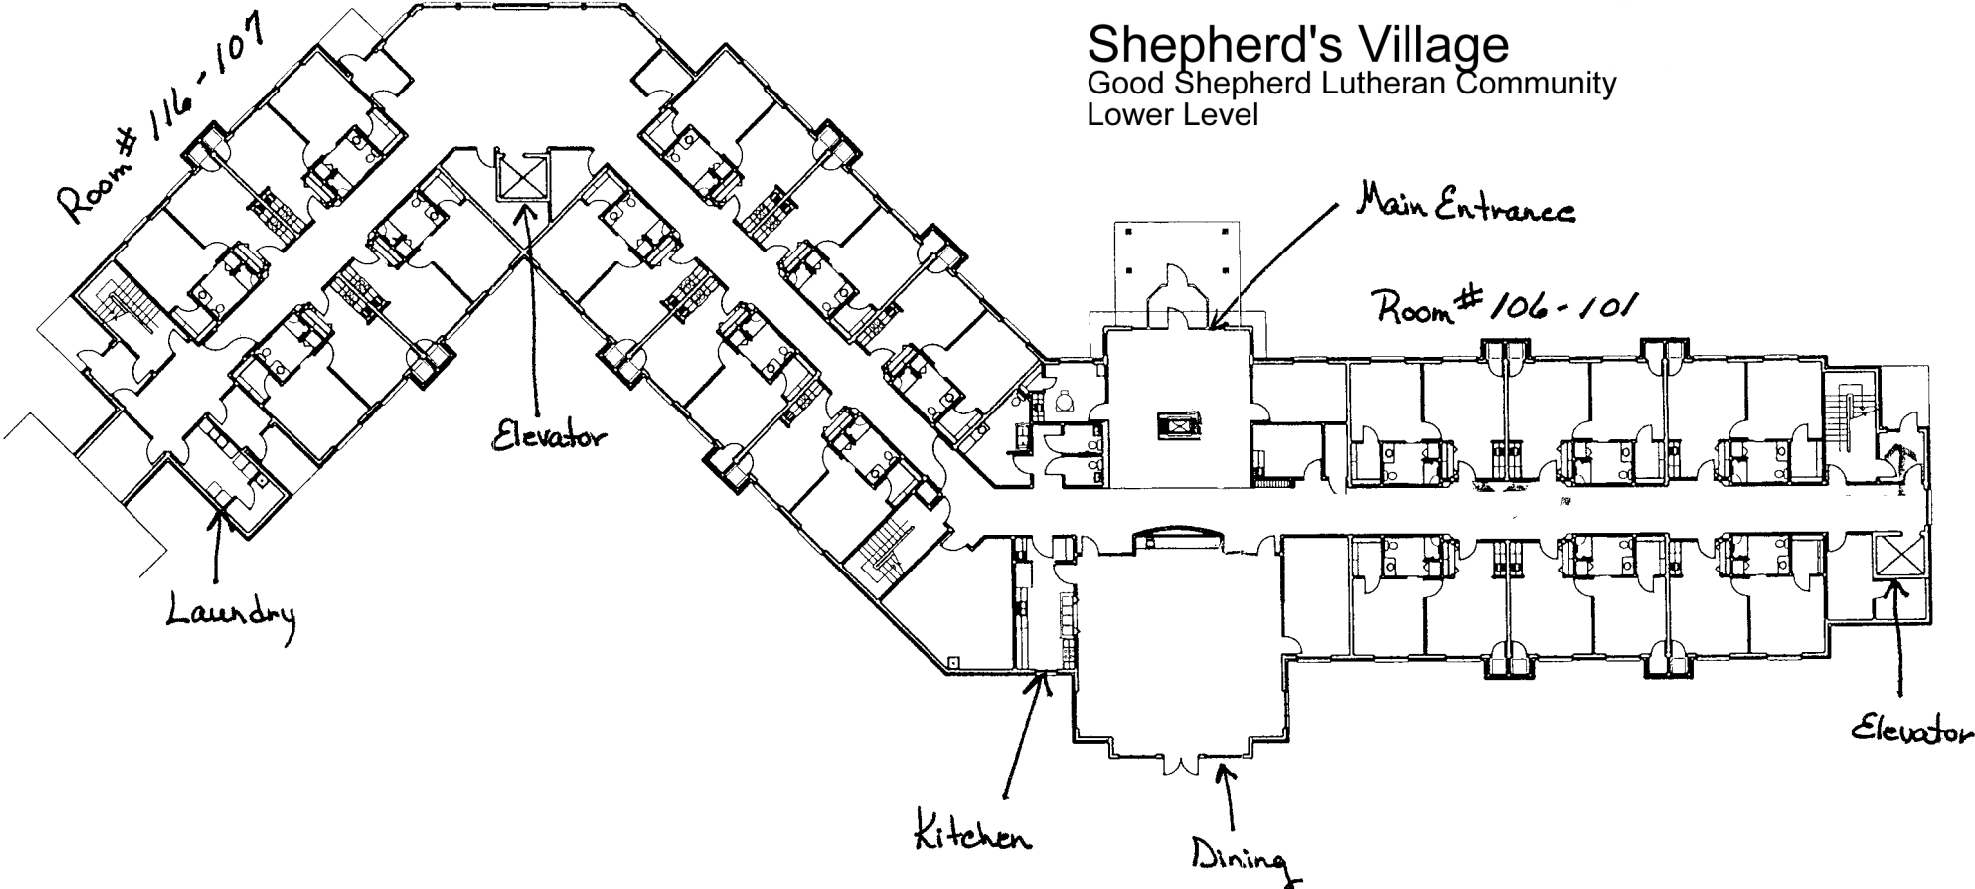 Shepherd's Village
Good Shepherd Lutheran Community
Lower Level
Room # 116 - 107
Main Entrance
Room # 106 - 101
Elevator
Laundry
Elevator
Kitchen
Dining